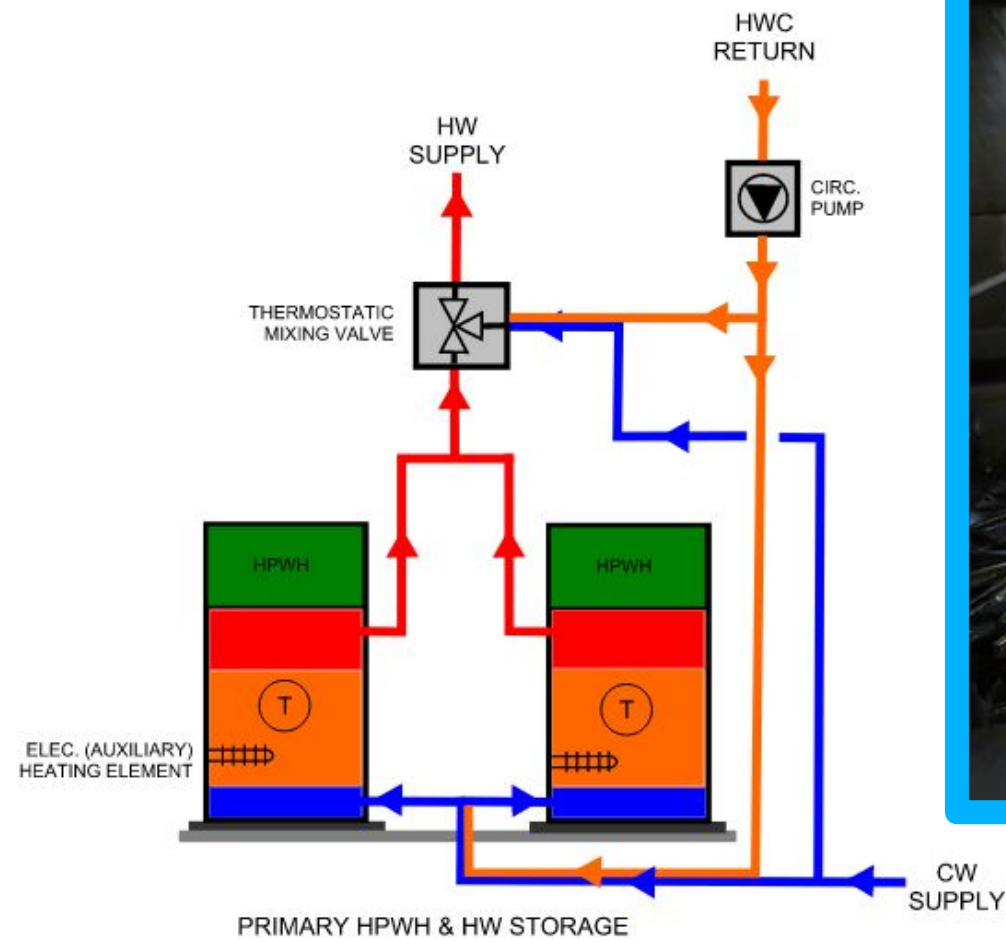 HWC
RETURN
HW
SUPPLY
CIRC.
PUMP
THERMOSTATIC
MIXING VALVE
HPWH
HPWH
T
T
ELEC. (AUXILIARY)
HEATING ELEMENT
CW
SUPPLY
PRIMARY HPWH & HW STORAGE